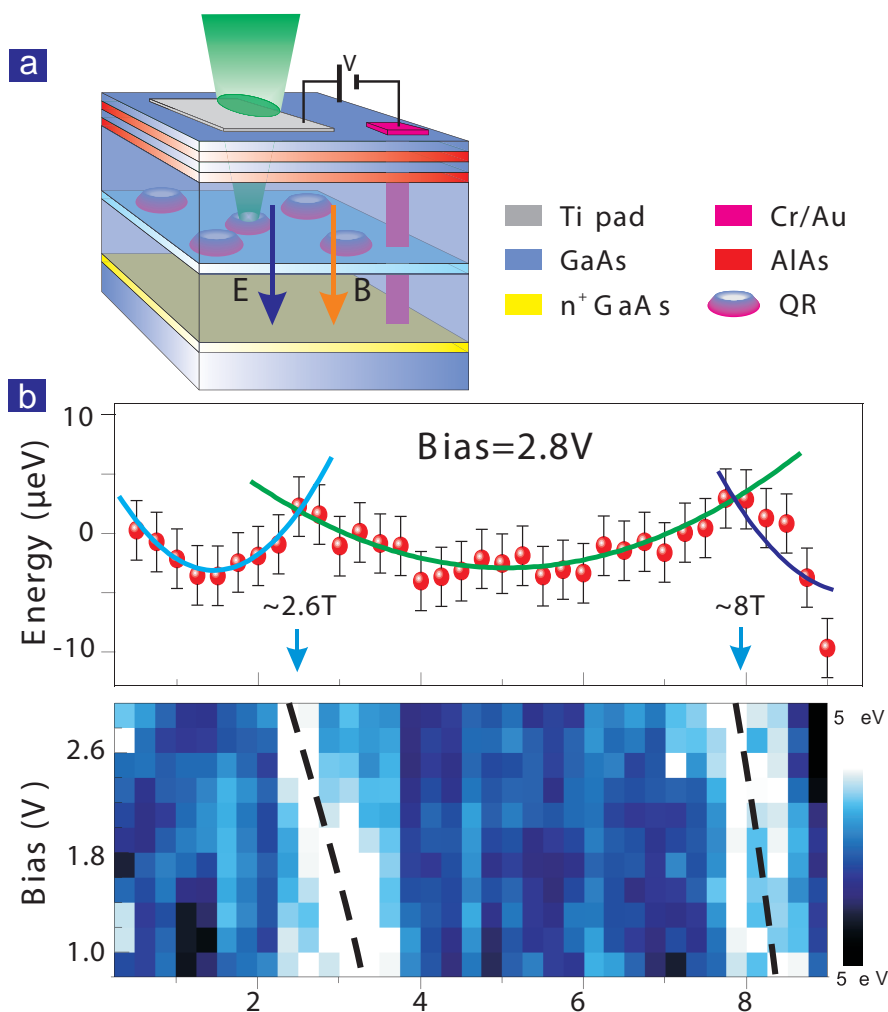 a
V
E
B
Ti pad
Cr/Au
GaAs
AlAs
n⁺ GaAs
QR
b
Energy (μeV)
10
0
-10
Bias=2.8V
~2.6T
~8T
Bias (V)
2.6
1.8
1.0
5 eV
5 eV
2
4
6
8